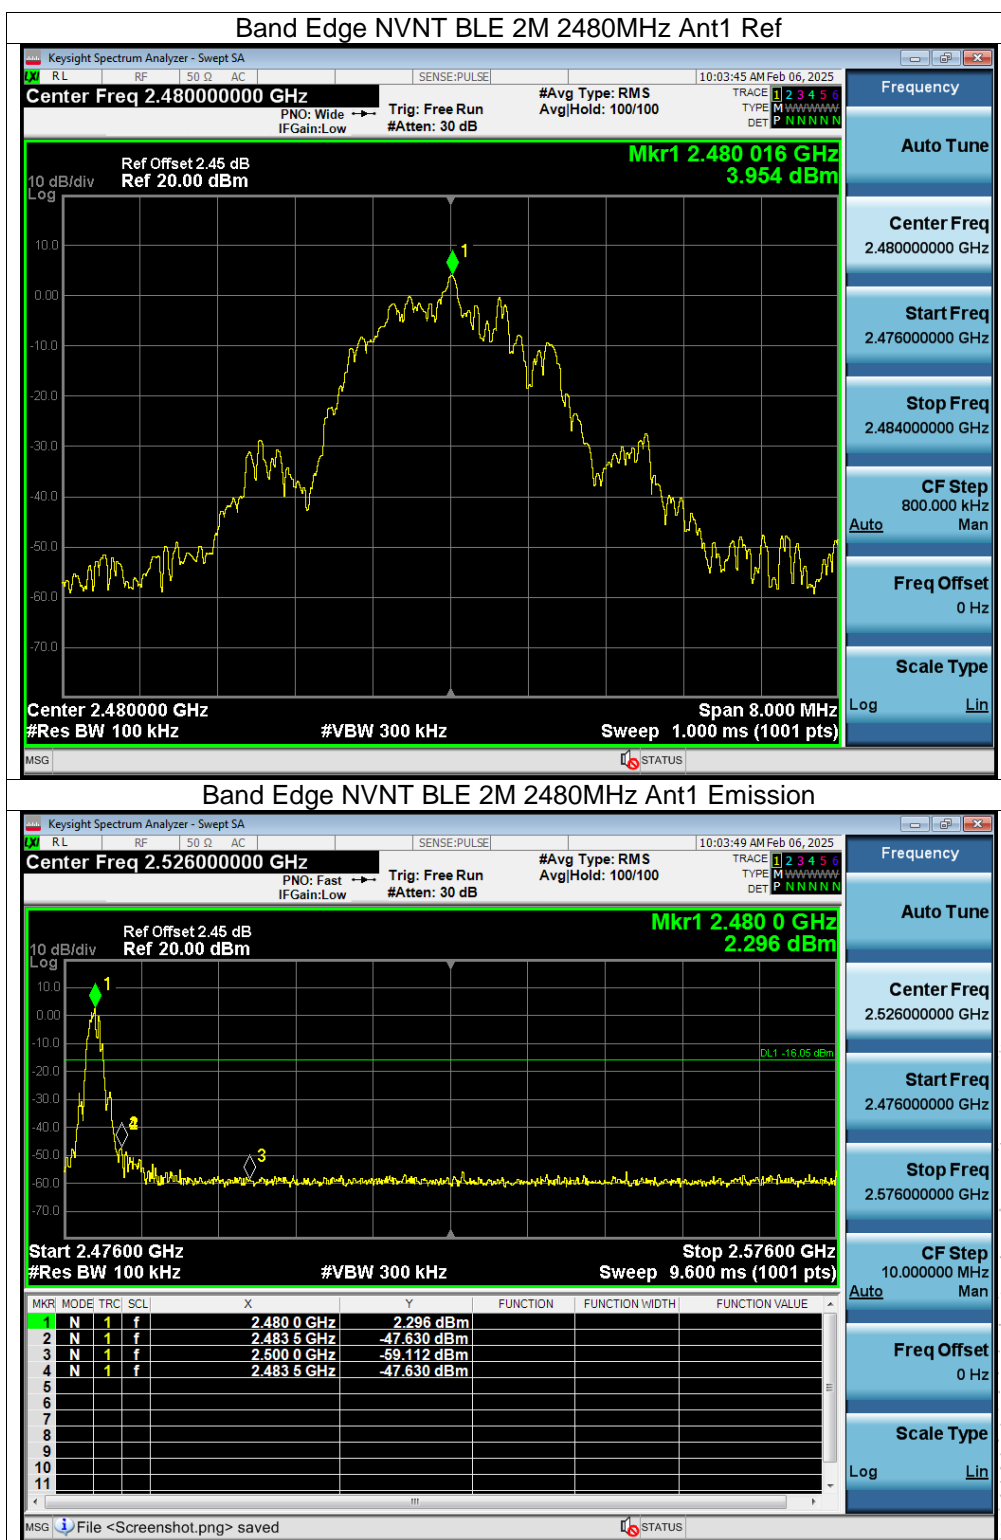 Band Edge NVNT BLE 2M 2480MHz Ant1 Ref
Keysight Spectrum Analyzer - Swept SA
LXI RL RF 50 Ω AC SENSE:PULSE 10:03:45 AM Feb 06, 2025
Center Freq 2.480000000 GHz #Avg Type: RMS TRACE 1 2 3 4 5 6
PNO: Wide Trig: Free Run Avg|Hold: 100/100 TYPE M WWWWW
IFGain:Low #Atten: 30 dB DET P N N N N N
Frequency
Mkr1 2.480 016 GHz
3.954 dBm
Ref Offset 2.45 dB
10 dB/div Ref 20.00 dBm
Log
10.0
0.00
-10.0
-20.0
-30.0
-40.0
-50.0
-60.0
-70.0
1
Center 2.480000 GHz Span 8.000 MHz
#Res BW 100 kHz #VBW 300 kHz Sweep 1.000 ms (1001 pts)
MSG STATUS
Auto Tune
Center Freq
2.480000000 GHz
Start Freq
2.476000000 GHz
Stop Freq
2.484000000 GHz
CF Step
800.000 kHz
Auto Man
Freq Offset
0 Hz
Scale Type
Log Lin
Band Edge NVNT BLE 2M 2480MHz Ant1 Emission
Keysight Spectrum Analyzer - Swept SA
LXI RL RF 50 Ω AC SENSE:PULSE 10:03:49 AM Feb 06, 2025
Center Freq 2.526000000 GHz #Avg Type: RMS TRACE 1 2 3 4 5 6
PNO: Fast Trig: Free Run Avg|Hold: 100/100 TYPE M WWWWW
IFGain:Low #Atten: 30 dB DET P N N N N N
Frequency
Mkr1 2.480 0 GHz
2.296 dBm
Ref Offset 2.45 dB
10 dB/div Ref 20.00 dBm
Log
10.0
0.00
-10.0
-20.0
-30.0
-40.0
-50.0
-60.0
-70.0
1
DL1 -16.05 dBm
3
Start 2.47600 GHz Stop 2.57600 GHz
#Res BW 100 kHz #VBW 300 kHz Sweep 9.600 ms (1001 pts)
MKR MODE TRC SCL X Y FUNCTION FUNCTION WIDTH FUNCTION VALUE
1 N 1 f 2.480 0 GHz 2.296 dBm
2 N 1 f 2.483 5 GHz -47.630 dBm
3 N 1 f 2.500 0 GHz -59.112 dBm
4 N 1 f 2.483 5 GHz -47.630 dBm
5
6
7
8
9
10
11
MSG File <Screenshot.png> saved STATUS
Auto Tune
Center Freq
2.526000000 GHz
Start Freq
2.476000000 GHz
Stop Freq
2.576000000 GHz
CF Step
10.000000 MHz
Auto Man
Freq Offset
0 Hz
Scale Type
Log Lin